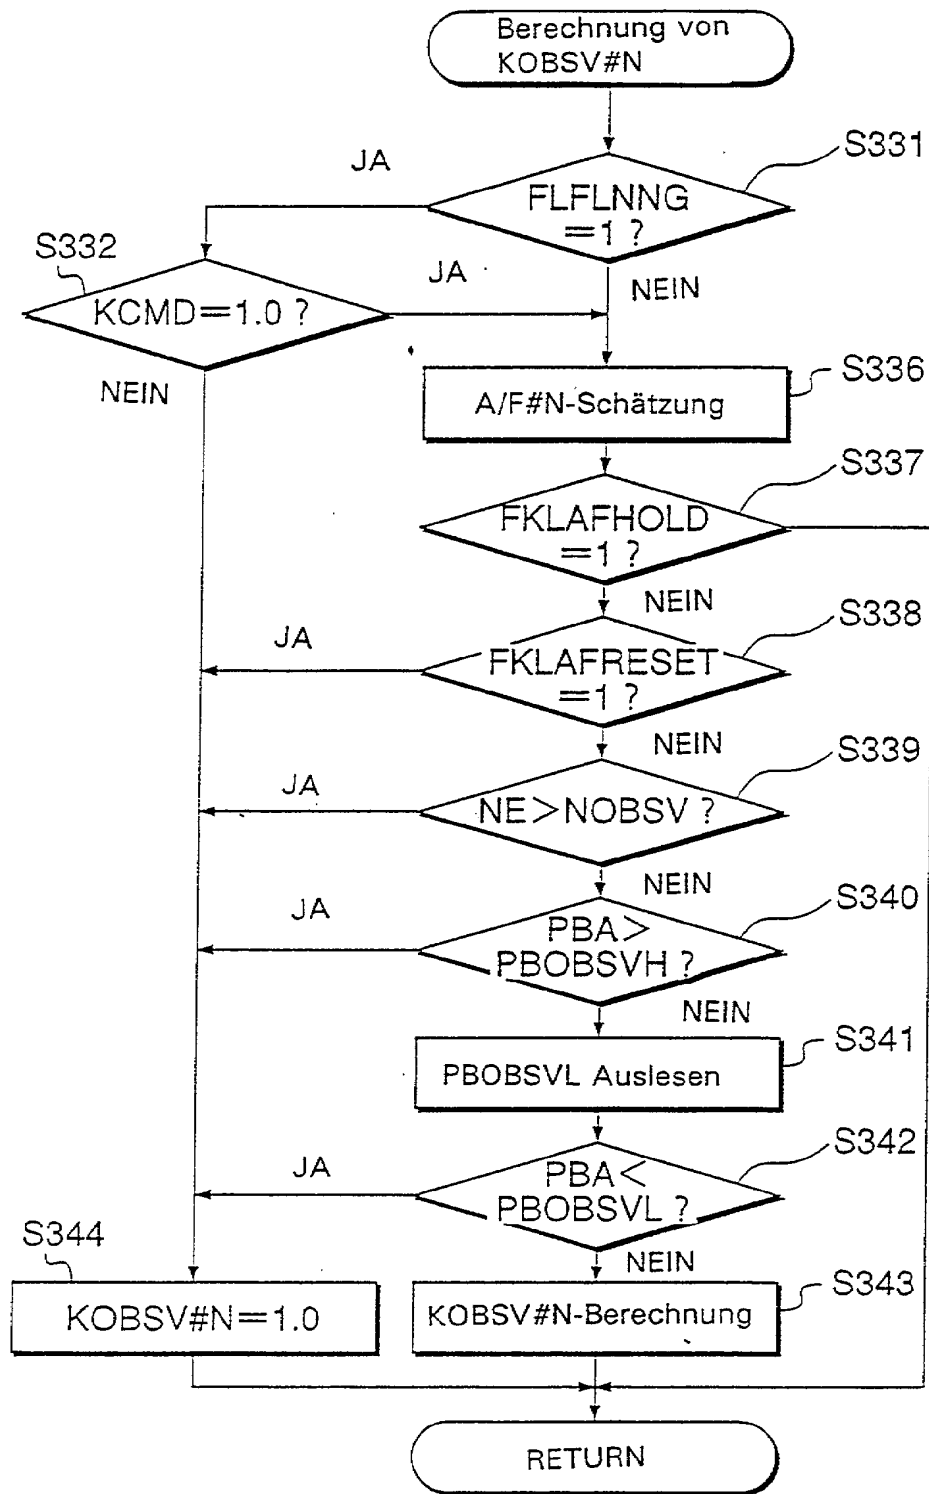 Berechnung von
KOBSV#N
S331
JA
FLFLNNG
=1 ?
S332
JA
NEIN
KCMD=1.0 ?
NEIN
S336
A/F#N-Schätzung
S337
FKLAFHOLD
=1 ?
NEIN
S338
JA
FKLAFRESET
=1 ?
NEIN
S339
JA
NE>NOBSV ?
NEIN
S340
JA
PBA>
PBOBSVH ?
NEIN
S341
PBOBSVL Auslesen
S342
JA
PBA<
PBOBSVL ?
NEIN
S344
S343
KOBSV#N=1.0
KOBSV#N-Berechnung
RETURN